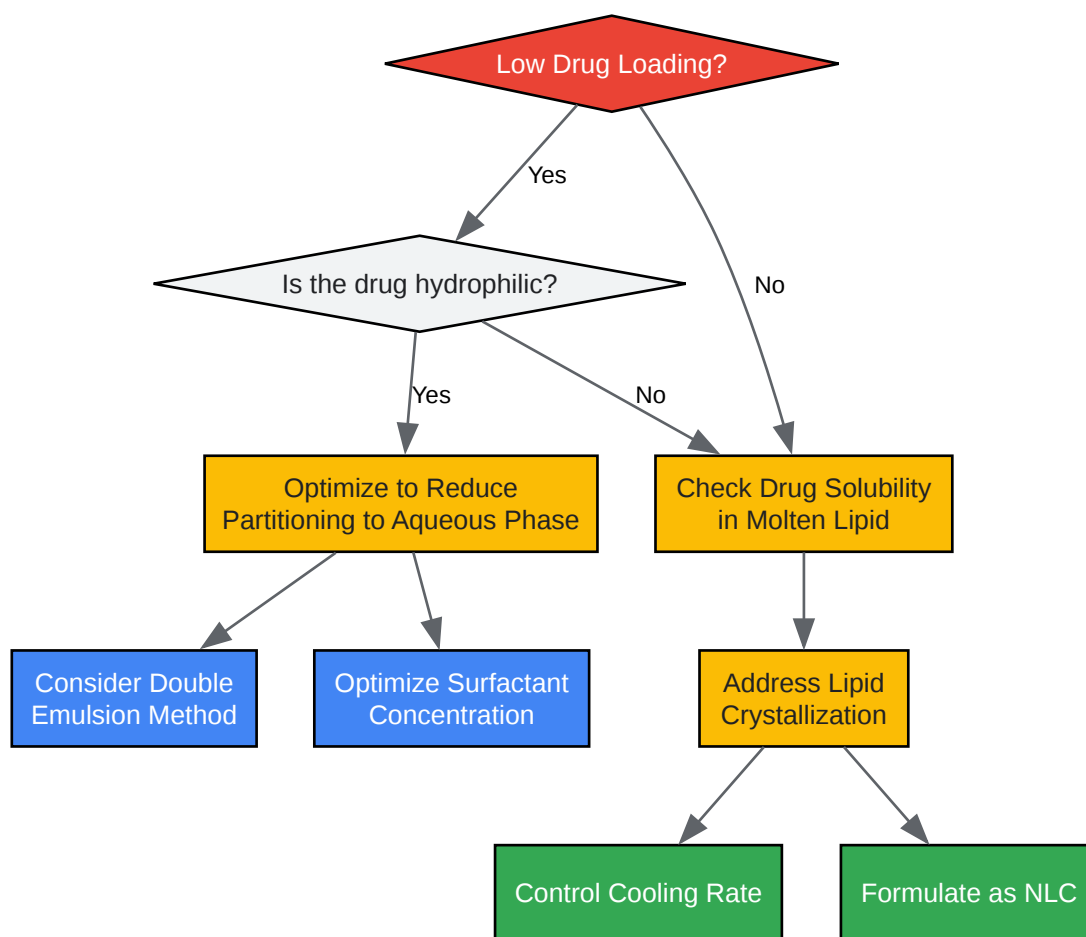 Low Drug Loading?
Yes
Is the drug hydrophilic?
No
Yes
No
Optimize to Reduce
Partitioning to Aqueous Phase
Check Drug Solubility
in Molten Lipid
Consider Double
Emulsion Method
Optimize Surfactant
Concentration
Address Lipid
Crystallization
Control Cooling Rate
Formulate as NLC